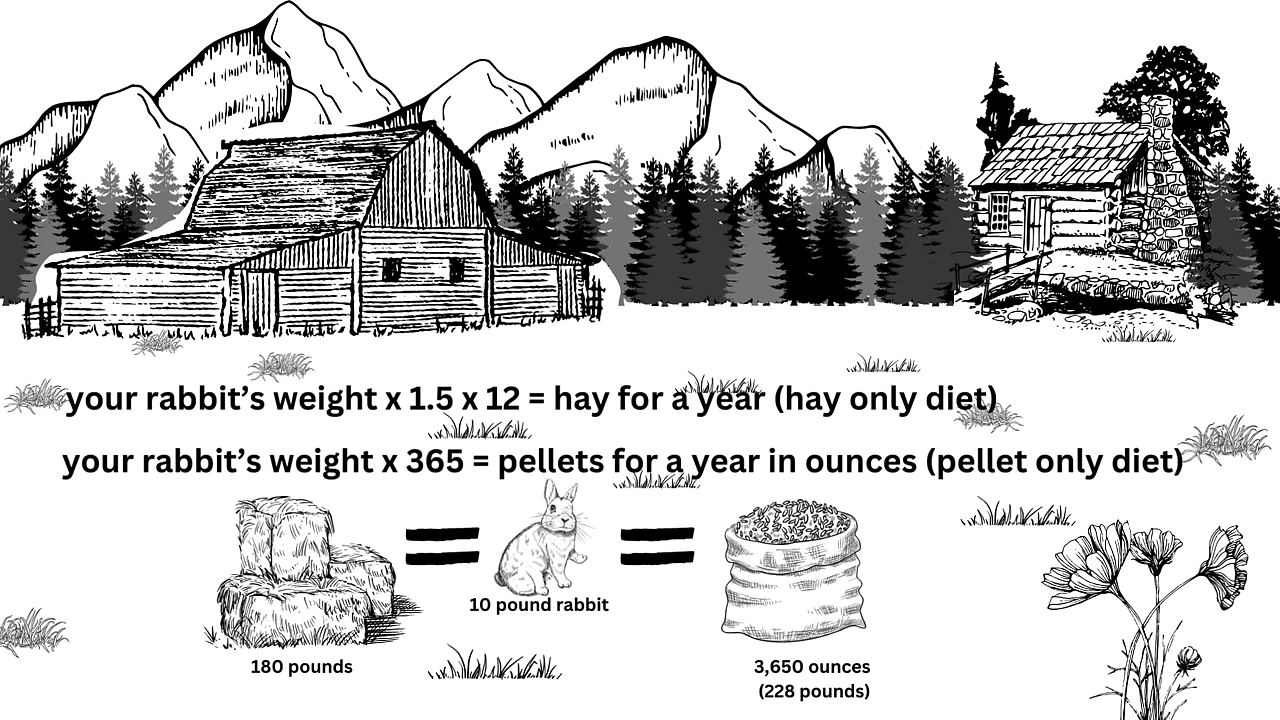 your rabbit’s weight x 1.5 x 12 = hay for a year (hay only diet)
your rabbit’s weight x 365 = pellets for a year in ounces (pellet only diet)
10 pound rabbit
180 pounds
3,650 ounces
(228 pounds)